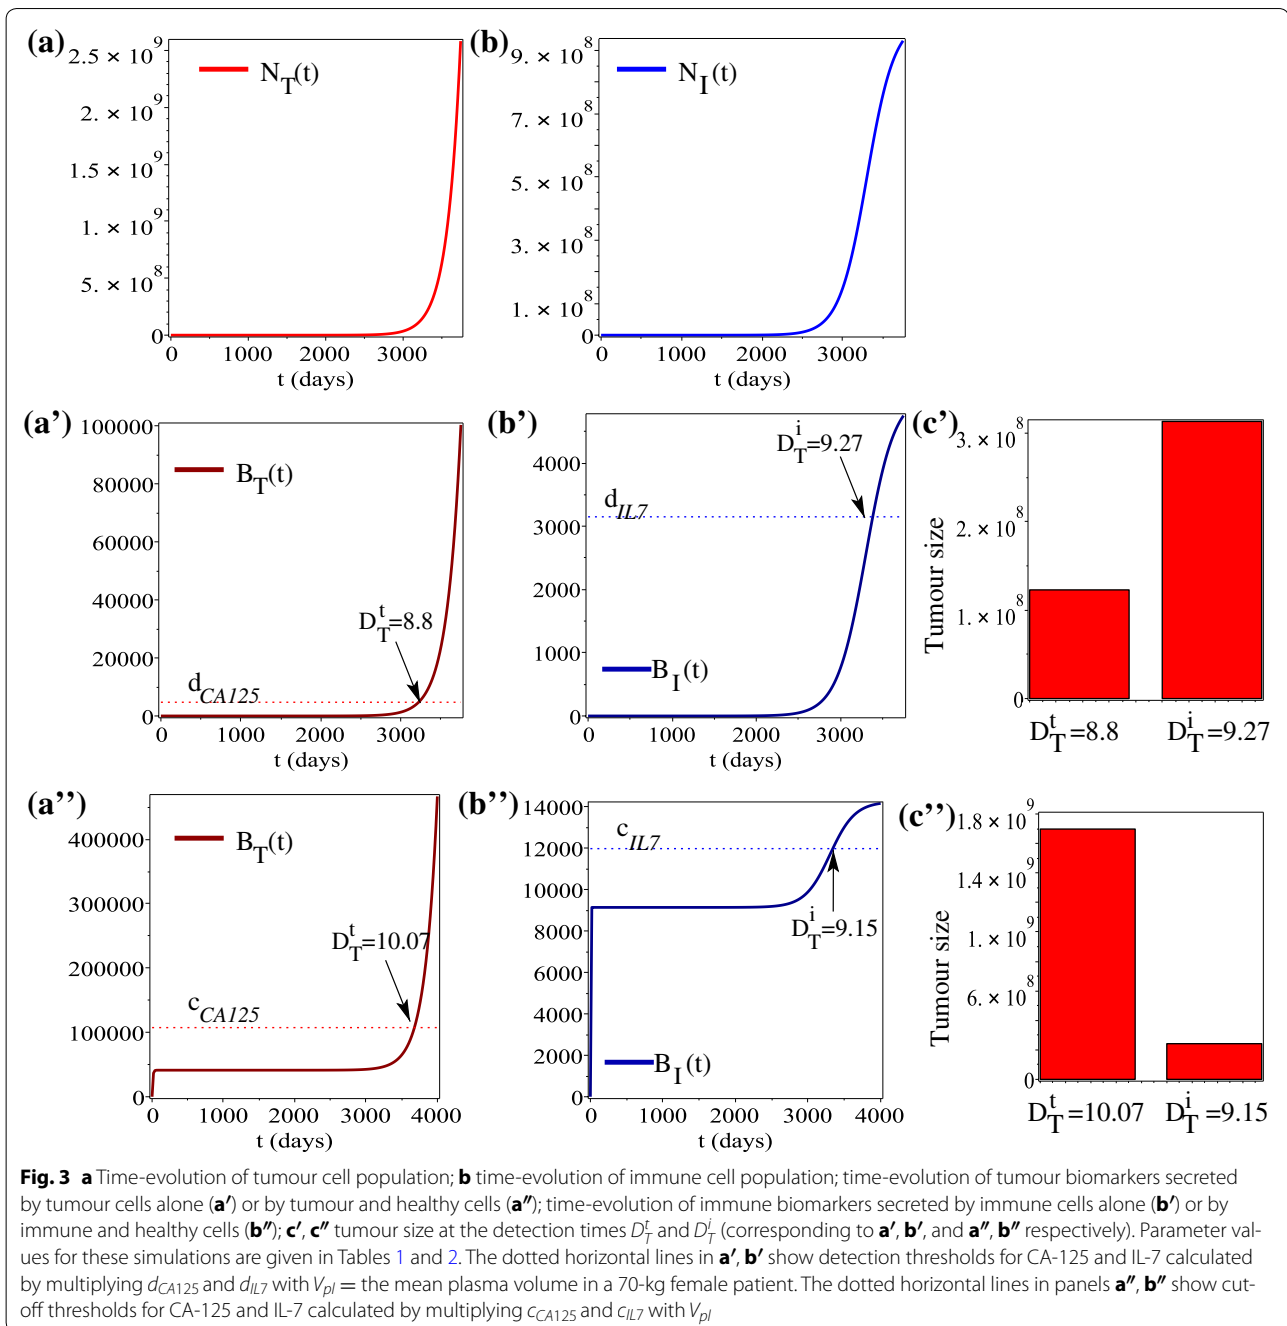 (a)
2.5 × 10^9
2. × 10^9
1.5 × 10^9
1. × 10^9
5. × 10^8
0
N_T(t)
0 1000 2000 3000
t (days)
(b)
9. × 10^8
7. × 10^8
5. × 10^8
3. × 10^8
1. × 10^8
0
N_I(t)
0 1000 2000 3000
t (days)
(a')
100000
80000
60000
40000
20000
0
B_T(t)
D_T^t=8.8
d_CA125
0 1000 2000 3000
t (days)
(b')
4000
3000
2000
1000
0
D_T^i=9.27
d_IL7
B_I(t)
0 1000 2000 3000
t (days)
(c')
Tumour size
3. × 10^8
2. × 10^8
1. × 10^8
0
D_T^t=8.8 D_T^i=9.27
(a'')
400000
300000
200000
100000
0
B_T(t)
D_T^t=10.07
c_CA125
0 1000 2000 3000 4000
t (days)
(b'')
14000
12000
10000
8000
6000
4000
2000
0
c_IL7
D_T^i=9.15
B_I(t)
0 1000 2000 3000 4000
t (days)
(c'')
Tumour size
1.8 × 10^9
1.4 × 10^9
1. × 10^9
6. × 10^8
0
D_T^t=10.07 D_T^i=9.15
Fig. 3 a Time-evolution of tumour cell population; b time-evolution of immune cell population; time-evolution of tumour biomarkers secreted
by tumour cells alone (a′) or by tumour and healthy cells (a″); time-evolution of immune biomarkers secreted by immune cells alone (b′) or by
immune and healthy cells (b″); c′, c″ tumour size at the detection times D_T^t and D_T^i (corresponding to a′, b′, and a″, b″ respectively). Parameter val-
ues for these simulations are given in Tables 1 and 2. The dotted horizontal lines in a′, b′ show detection thresholds for CA-125 and IL-7 calculated
by multiplying d_CA125 and d_IL7 with V_pl = the mean plasma volume in a 70-kg female patient. The dotted horizontal lines in panels a″, b″ show cut-
off thresholds for CA-125 and IL-7 calculated by multiplying c_CA125 and c_IL7 with V_pl